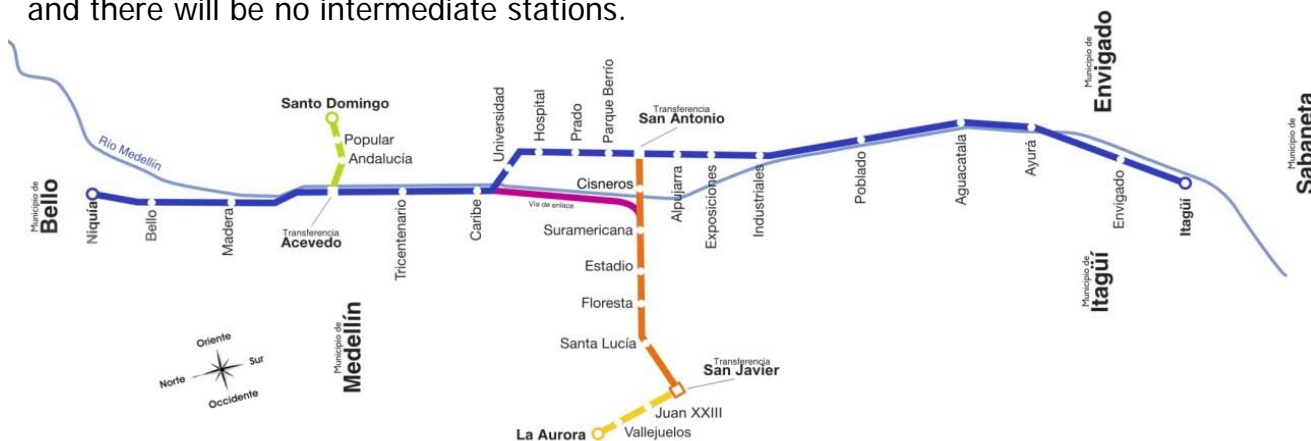 and there will be no intermediate stations.
Municipio de
Envigado
Municipio de
Sabaneta
Santo Domingo
Popular
Andalucía
Río Medellín
Universidad
Hospital
Prado
Parque Berrío
Transferencia
San Antonio
Cisneros
Municipio de
Bello
Niquía
Bello
Madera
Transferencia
Acevedo
Tricentenario
Caribe
Vía de enlace
Suramericana
Estadio
Floresta
Santa Lucía
Alpujarra
Exposiciones
Industriales
Poblado
Aguacatala
Ayurá
Envigado
Itagüí
Municipio de
Itagüí
Municipio de
Medellín
Oriente
Norte
Sur
Occidente
Transferencia
San Javier
Juan XXIII
Vallejuelos
La Aurora